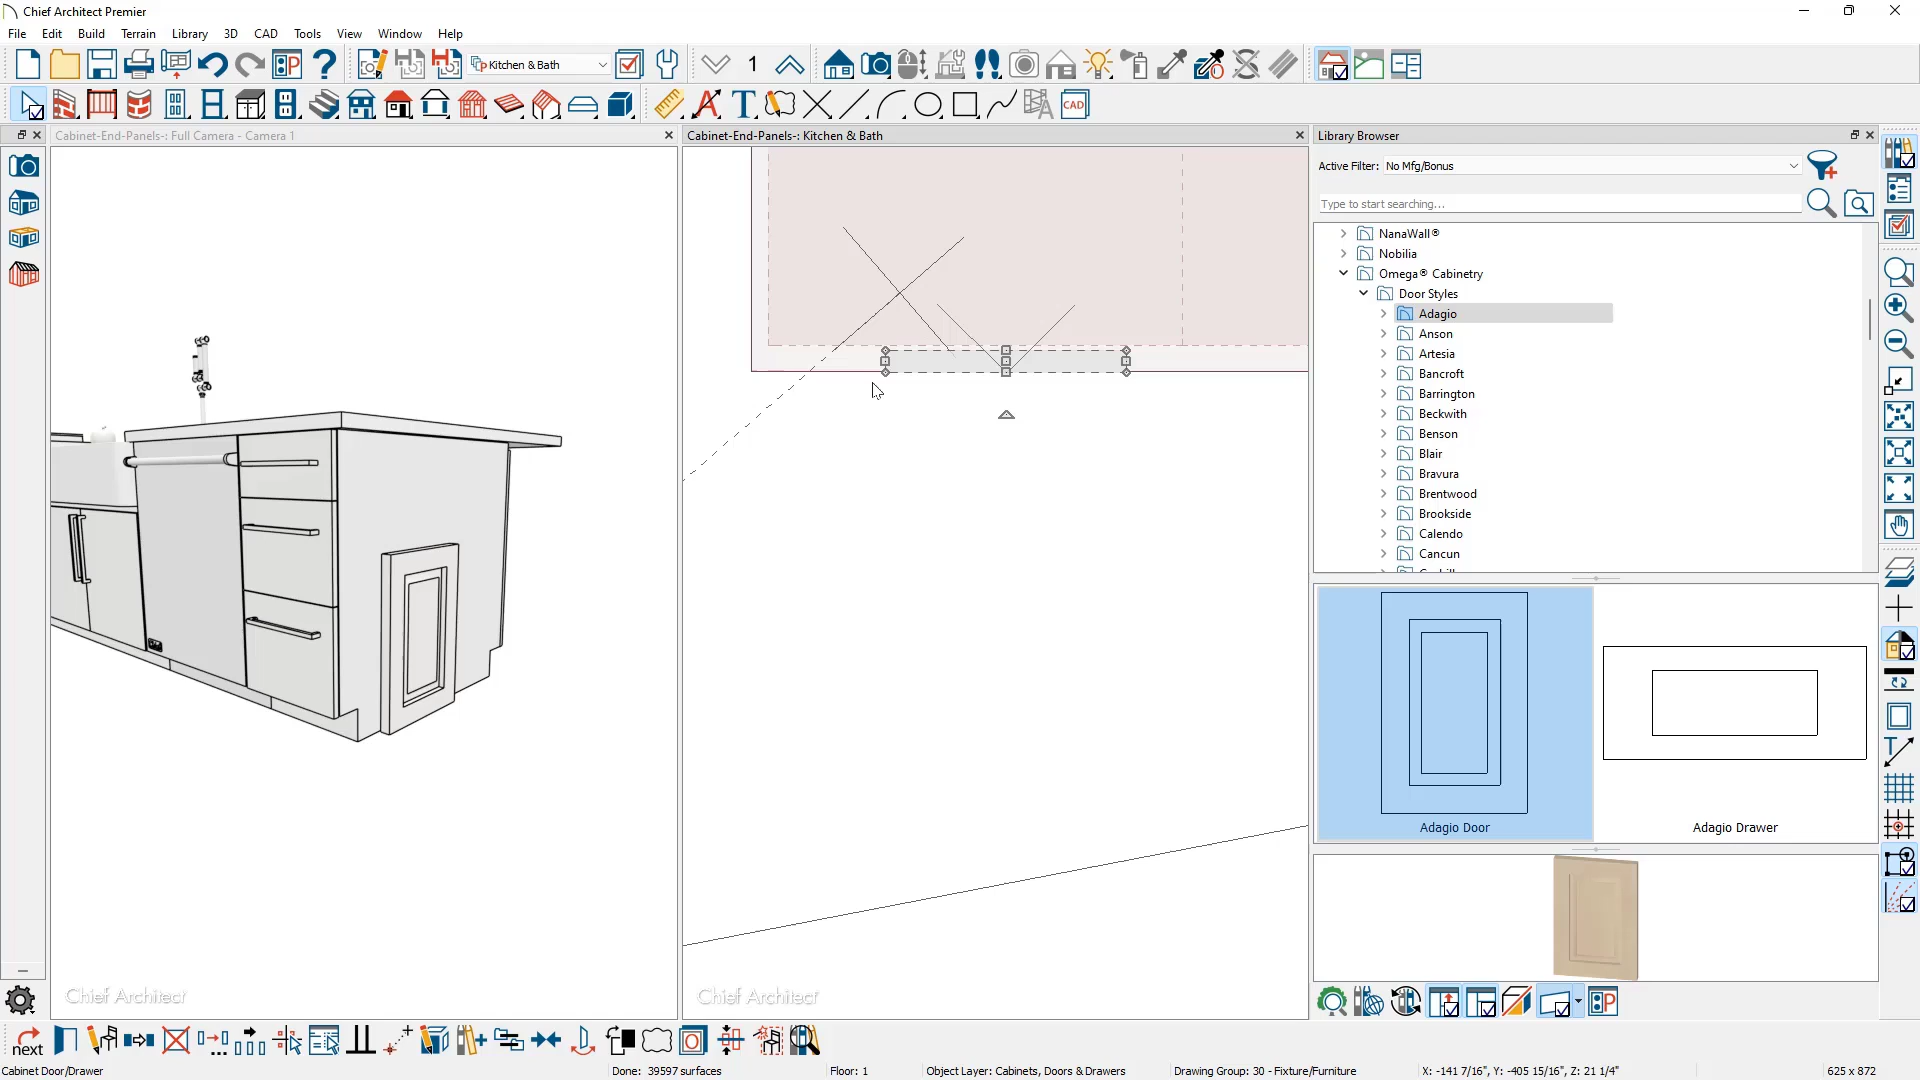 Chief Architect Premier
File Edit Build Terrain Library 3D CAD Tools View Window Help
Kitchen & Bath
1
CAD
Cabinet-End-Panels-: Full Camera - Camera 1
Cabinet-End-Panels-: Kitchen & Bath
Library Browser
Active Filter: No Mfg/Bonus
Type to start searching...
NanaWall®
Nobilia
Omega® Cabinetry
Door Styles
Adagio
Anson
Artesia
Bancroft
Barrington
Beckwith
Benson
Blair
Bravura
Brentwood
Brookside
Calendo
Cancun
Adagio Door
Adagio Drawer
Chief Architect
Chief Architect
next
Cabinet Door/Drawer
Done: 39597 surfaces
Floor: 1
Object Layer: Cabinets, Doors & Drawers
Drawing Group: 30 - Fixture/Furniture
X: -141 7/16", Y: -405 15/16", Z: 21 1/4"
625 x 872